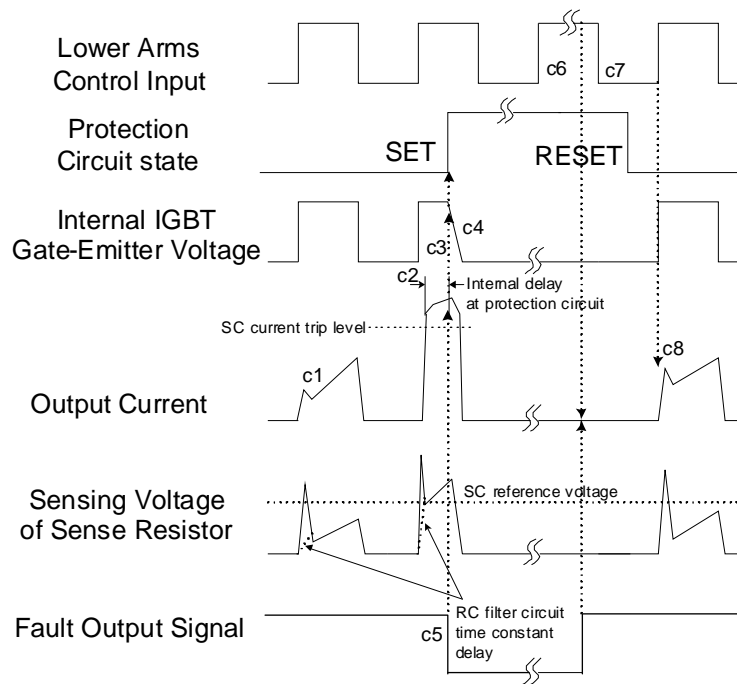 Lower Arms
Control Input
c6
c7
Protection
Circuit state
SET
RESET
Internal IGBT
Gate-Emitter Voltage
c4
c3
c2
Internal delay
at protection circuit
SC current trip level
c1
c8
Output Current
Sensing Voltage
of Sense Resistor
SC reference voltage
Fault Output Signal
c5
RC filter circuit
time constant
delay